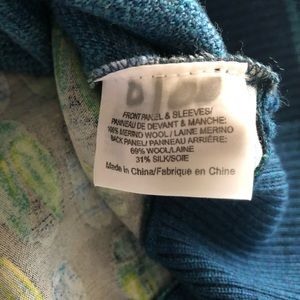 FRONT PANEL & SLEEVES/
PANNEAU DE DEVANT & MANCHE:
100% MERINO WOOL/LAINE MERINO
BACK PANEL/ PANNEAU ARRIÈRE:
69% WOOL/LAINE
31% SILK/SOIE
Made in China/Fabriqué en Chine